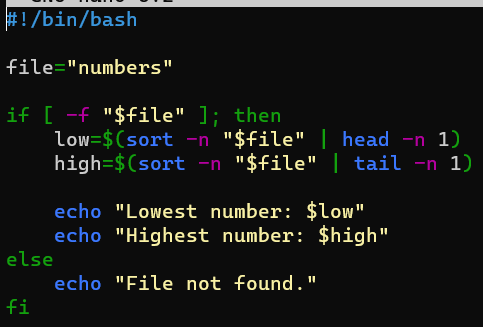 #!/bin/bash
file="numbers"
if [ -f "$file" ]; then
    low=$(sort -n "$file" | head -n 1)
    high=$(sort -n "$file" | tail -n 1)
    echo "Lowest number: $low"
    echo "Highest number: $high"
else
    echo "File not found."
fi